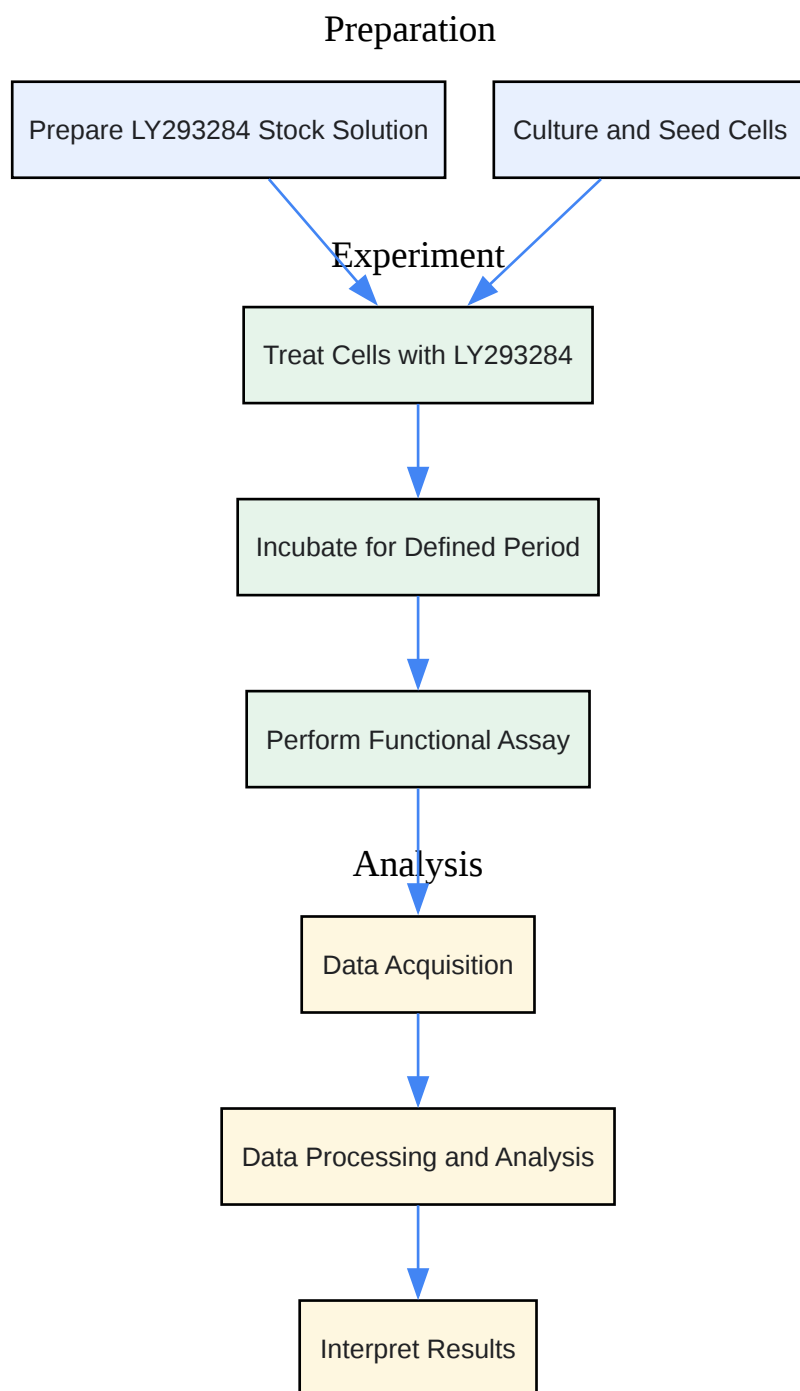 Preparation
Prepare LY293284 Stock Solution
Culture and Seed Cells
Experiment
Treat Cells with LY293284
Incubate for Defined Period
Perform Functional Assay
Analysis
Data Acquisition
Data Processing and Analysis
Interpret Results